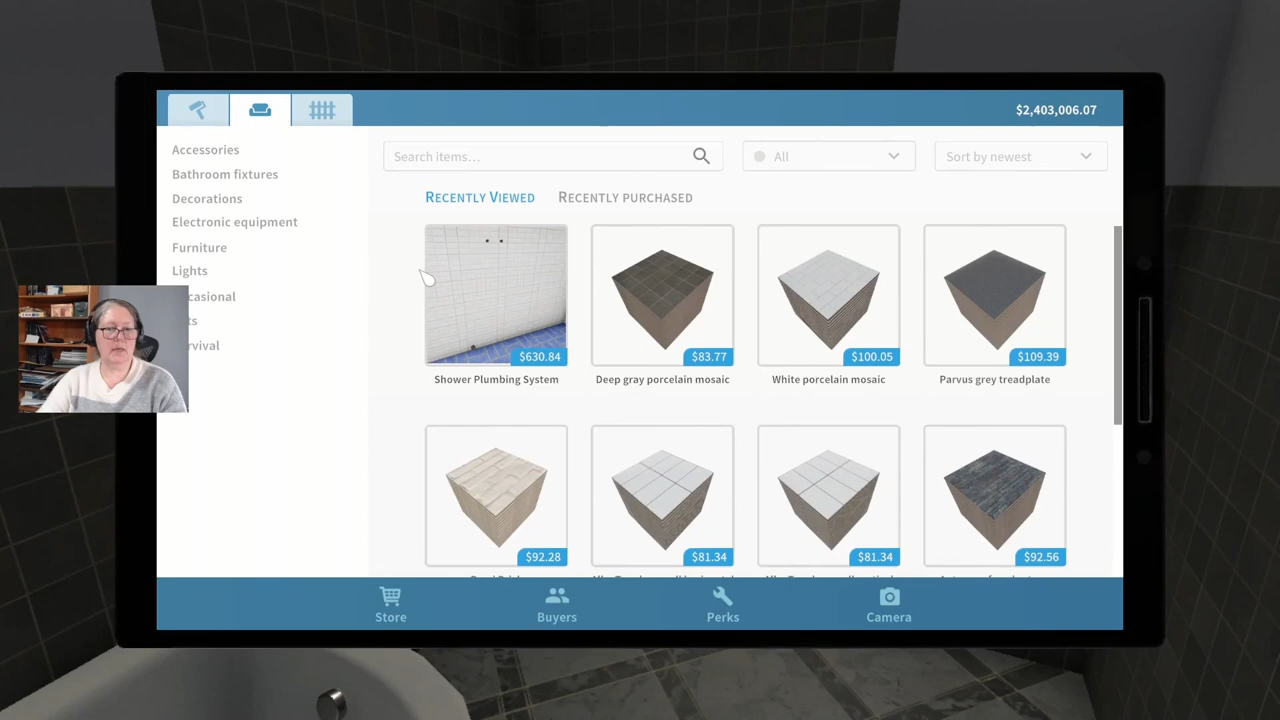 $2,403,006.07
Accessories
Bathroom fixtures
Decorations
Electronic equipment
Furniture
Lights
casional
ts
rvival
Search items...
All
Sort by newest
RECENTLY VIEWED
RECENTLY PURCHASED
$630.84
$83.77
$100.05
$109.39
Shower Plumbing System
Deep gray porcelain mosaic
White porcelain mosaic
Parvus grey treadplate
$92.28
$81.34
$81.34
$92.56
Store
Buyers
Perks
Camera